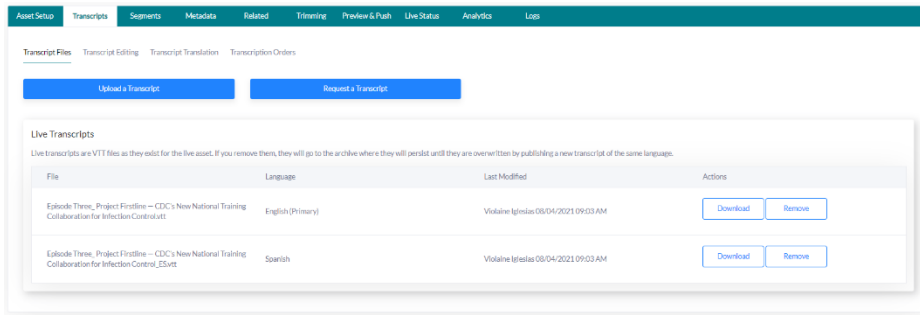 Asset Setup Transcripts Segments Metadata Related Trimming Preview & Push Live Status Analytics Logs
Transcript Files Transcript Editing Transcript Translation Transcription Orders
Upload a Transcript Request a Transcript
Live Transcripts
Live transcripts are VTT files as they exist for the live asset. If you remove them, they will go to the archive where they will persist until they are overwritten by publishing a new transcript of the same language.
File Language Last Modified Actions
Episode Three_ Project Firstline — CDC's New National Training
Collaboration for Infection Control.vtt
English (Primary) Violaine Iglesias 08/04/2021 09:03 AM Download Remove
Episode Three_ Project Firstline — CDC's New National Training
Collaboration for Infection Control_ES.vtt
Spanish Violaine Iglesias 08/04/2021 09:03 AM Download Remove